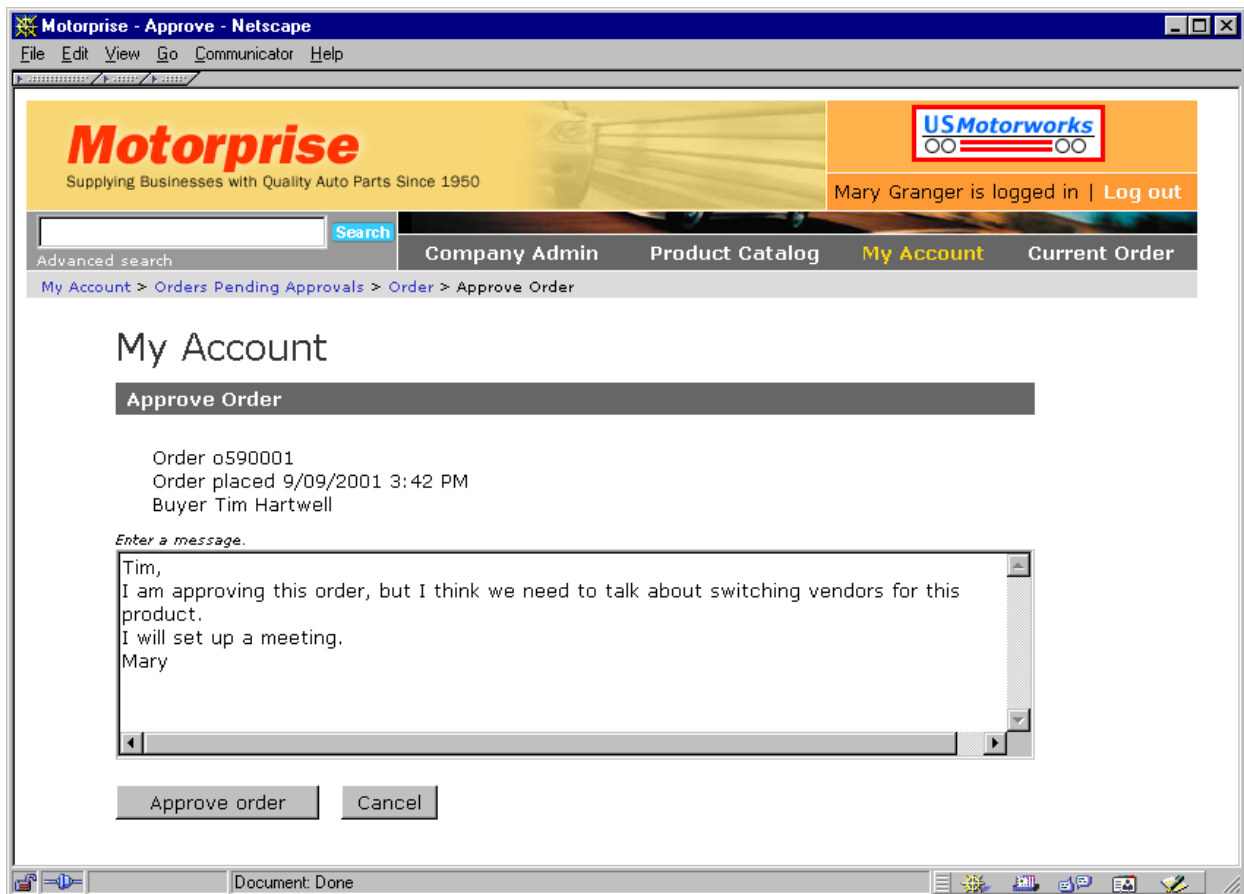 Motorprise - Approve - Netscape
File Edit View Go Communicator Help
Motorprise
Supplying Businesses with Quality Auto Parts Since 1950
USMotorworks
Mary Granger is logged in | Log out
Search
Advanced search
Company Admin Product Catalog My Account Current Order
My Account > Orders Pending Approvals > Order > Approve Order
My Account
Approve Order
Order o590001
Order placed 9/09/2001 3:42 PM
Buyer Tim Hartwell
Enter a message.
Tim,
I am approving this order, but I think we need to talk about switching vendors for this
product.
I will set up a meeting.
Mary
Approve order Cancel
Document: Done